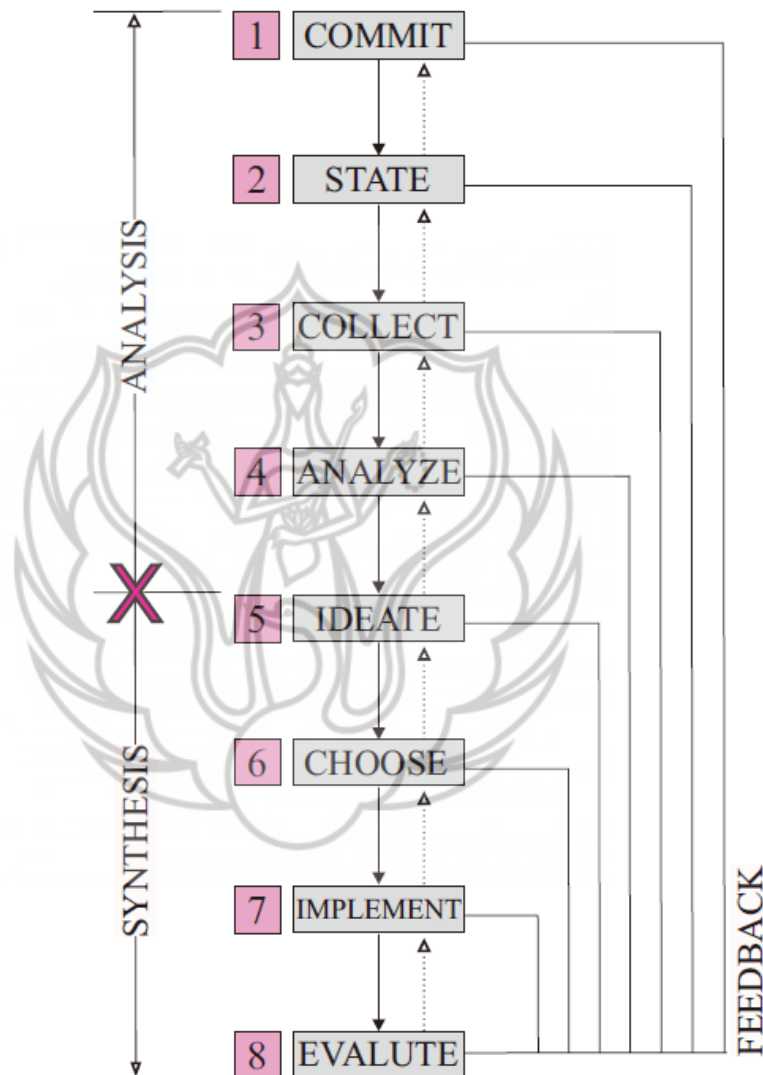 1 COMMIT
2 STATE
3 COLLECT
4 ANALYZE
5 IDEATE
6 CHOOSE
7 IMPLEMENT
8 EVALUTE
ANALYSIS
X
SYNTHESIS
FEEDBACK